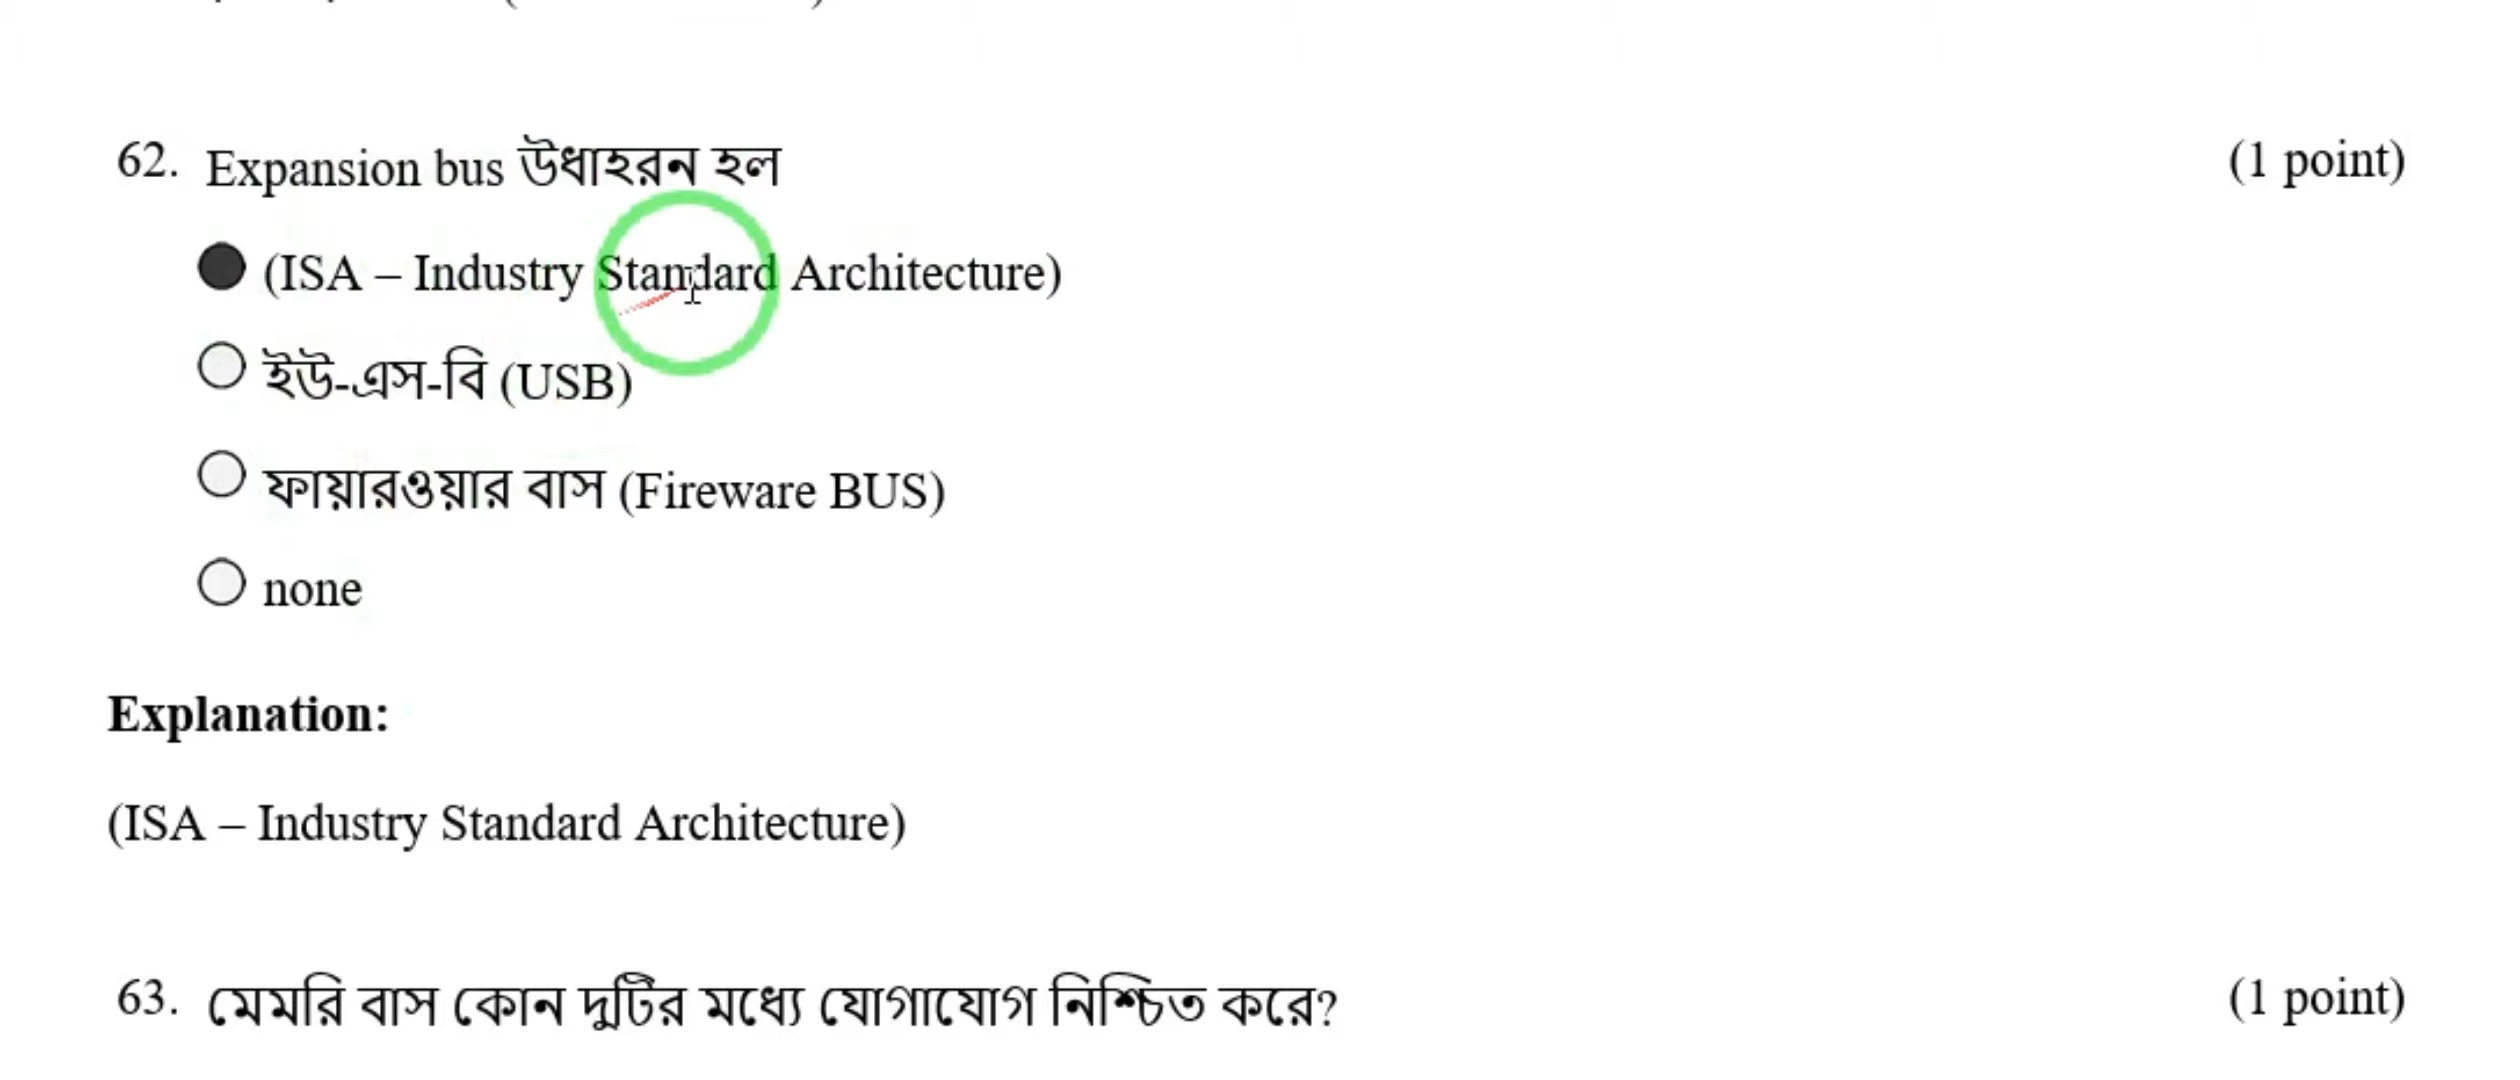 62. Expansion bus উধাহরন হল (1 point)
(ISA – Industry Standard Architecture)
ইউ-এস-বি (USB)
ফায়ারওয়ার বাস (Fireware BUS)
none
Explanation:
(ISA – Industry Standard Architecture)
63. মেমরি বাস কোন দুটির মধ্যে যোগাযোগ নিশ্চিত করে? (1 point)